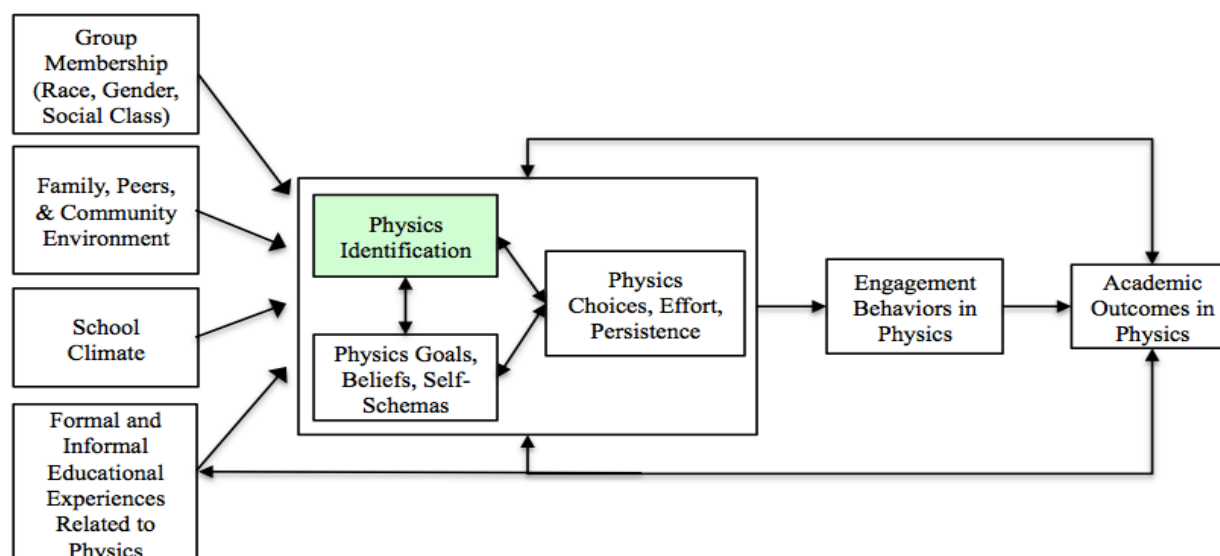 Group
Membership
(Race, Gender,
Social Class)
Family, Peers,
& Community
Environment
School
Climate
Formal and
Informal
Educational
Experiences
Related to
Physics
Physics
Identification
Physics Goals,
Beliefs, Self-
Schemas
Physics
Choices, Effort,
Persistence
Engagement
Behaviors in
Physics
Academic
Outcomes in
Physics